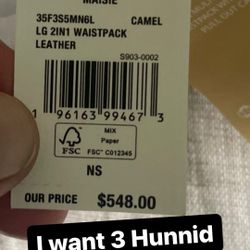 MAISIE
35F3S5MN6L CAMEL
LG 2IN1 WAISTPACK
LEATHER
S903-0002
1 96163 99467 3
FSC
MIX
Paper
FSC® C012345
NS
OUR PRICE $548.00
I want 3 Hunnid